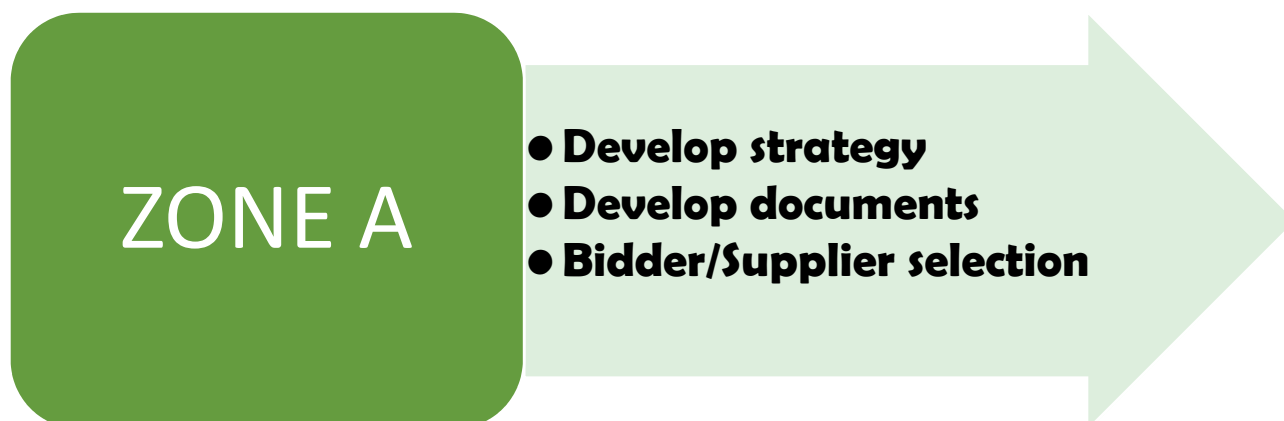 ZONE A
• Develop strategy
• Develop documents
• Bidder/Supplier selection